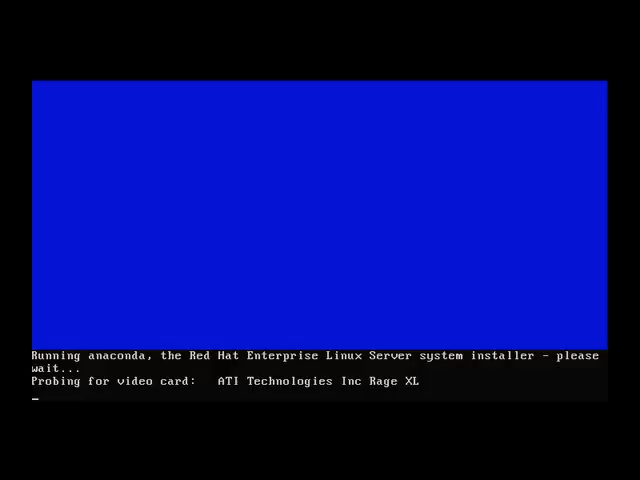 Running anaconda, the Red Hat Enterprise Linux Server system installer - please
wait...
Probing for video card:   ATI Technologies Inc Rage XL